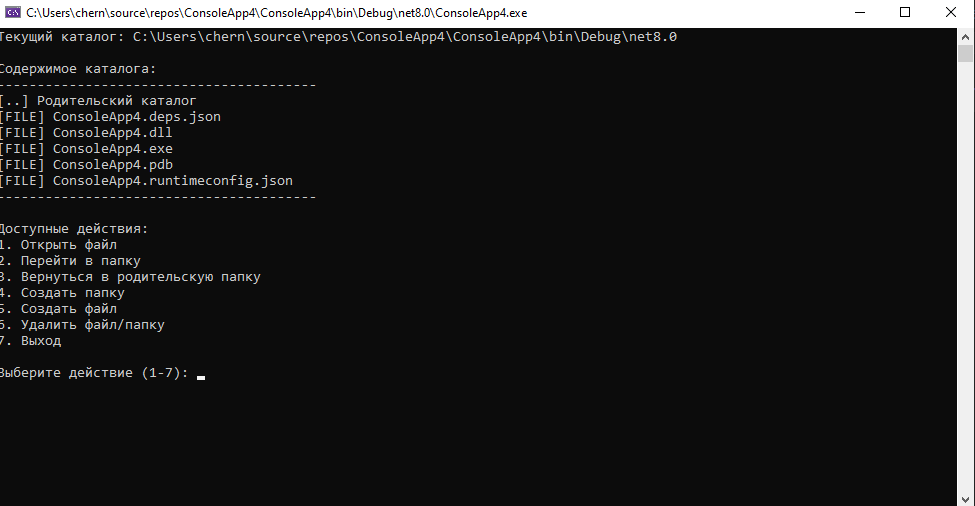 C:\Users\chern\source\repos\ConsoleApp4\ConsoleApp4\bin\Debug\net8.0\ConsoleApp4.exe
Текущий каталог: C:\Users\chern\source\repos\ConsoleApp4\ConsoleApp4\bin\Debug\net8.0
Содержимое каталога:
----------------------------------------
[..] Родительский каталог
[FILE] ConsoleApp4.deps.json
[FILE] ConsoleApp4.dll
[FILE] ConsoleApp4.exe
[FILE] ConsoleApp4.pdb
[FILE] ConsoleApp4.runtimeconfig.json
----------------------------------------
Доступные действия:
1. Открыть файл
2. Перейти в папку
3. Вернуться в родительскую папку
4. Создать папку
5. Создать файл
6. Удалить файл/папку
7. Выход
Выберите действие (1-7):